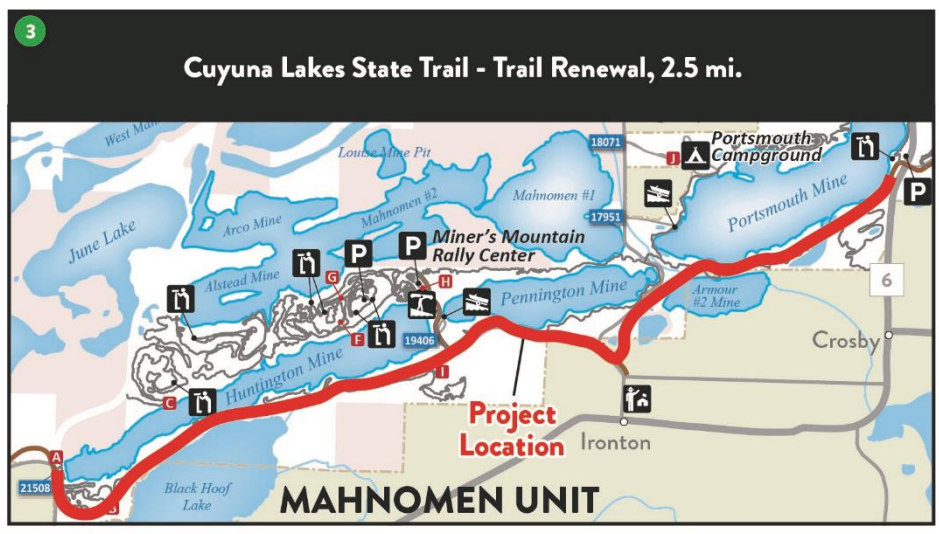 3
Cuyuna Lakes State Trail - Trail Renewal, 2.5 mi.
West Ma
Louise Mine Pit
18071
J
Portsmouth
Campground
June Lake
Arco Mine
Mahnomen #2
Mahnomen #1
17951
Portsmouth Mine
P
Alstead Mine
G
P
P
Miner's Mountain
Rally Center
H
Pennington Mine
Armour
#2 Mine
6
F
19406
Crosby
Huntington Mine
I
C
Project
Location
Ironton
A
21508
Black Hoof
Lake
MAHNOMEN UNIT